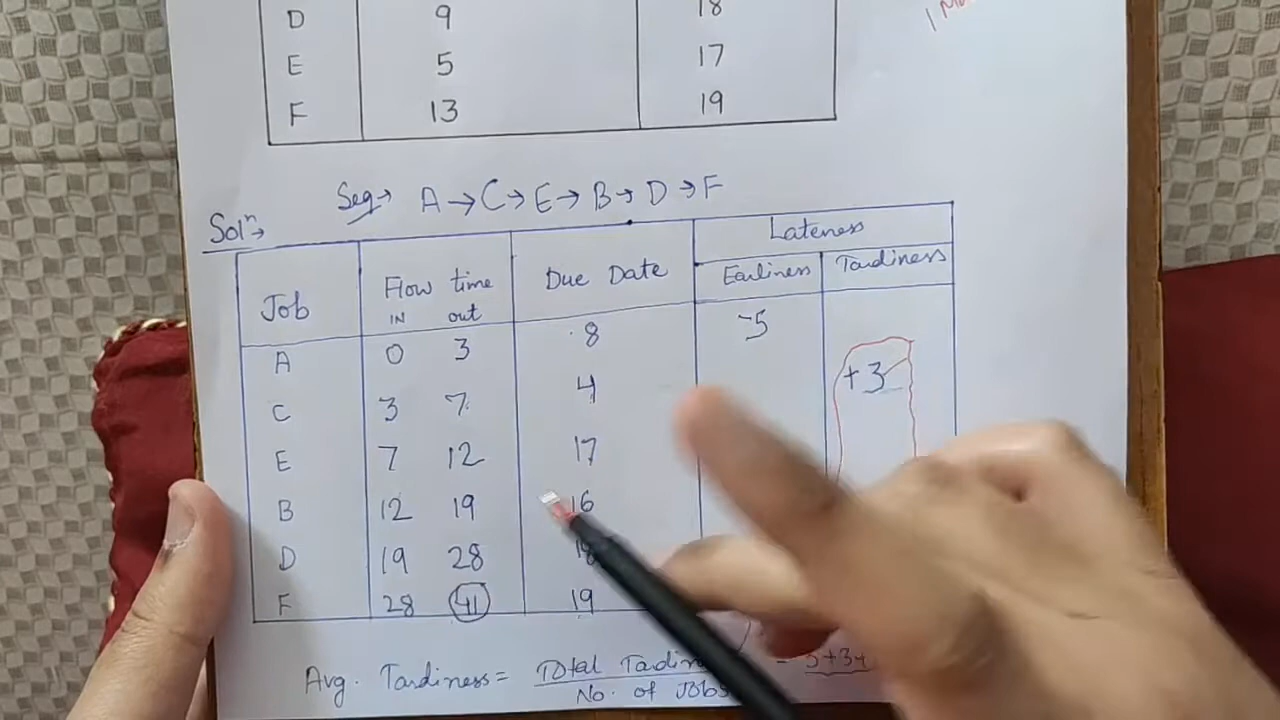 D 9 18
E 5 17
F 13 19
Seq→ A→C→E→B→D→F
Solⁿ→
Lateness
Job Flow time Due Date Earliness Tardiness
IN out
A 0 3 8 -5
C 3 7 4 +3
E 7 12 17
B 12 19 16
D 19 28 18
F 28 41 19
Avg. Tardiness = Total
No. of Jobs